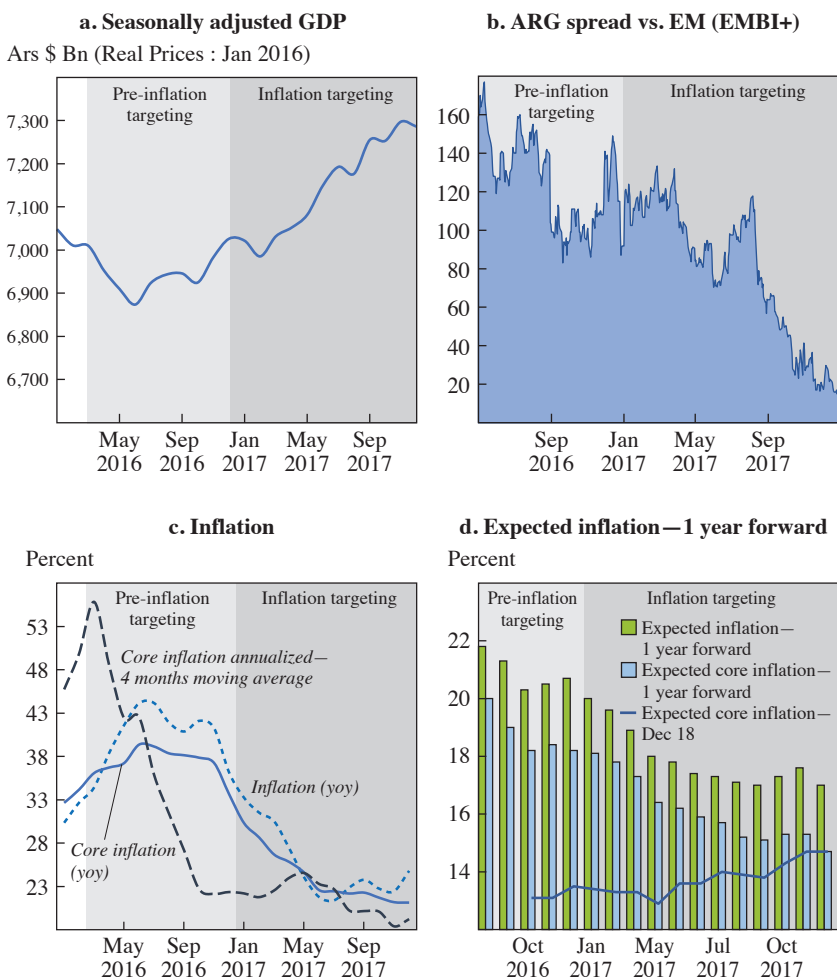 a. Seasonally adjusted GDP
Ars $ Bn (Real Prices : Jan 2016)
Pre-inflation
targeting
Inflation targeting
7,300
7,200
7,100
7,000
6,900
6,800
6,700
May
2016
Sep
2016
Jan
2017
May
2017
Sep
2017
b. ARG spread vs. EM (EMBI+)
Pre-inflation
targeting
Inflation targeting
160
140
120
100
80
60
40
20
Sep
2016
Jan
2017
May
2017
Sep
2017
c. Inflation
Percent
Pre-inflation
targeting
Inflation targeting
Core inflation annualized—
4 months moving average
Inflation (yoy)
Core inflation
(yoy)
53
48
43
38
33
28
23
May
2016
Sep
2016
Jan
2017
May
2017
Sep
2017
d. Expected inflation—1 year forward
Percent
Pre-inflation
targeting
Inflation targeting
Expected inflation—
1 year forward
Expected core inflation—
1 year forward
Expected core inflation—
Dec 18
22
20
18
16
14
Oct
2016
Jan
2017
May
2017
Jul
2017
Oct
2017